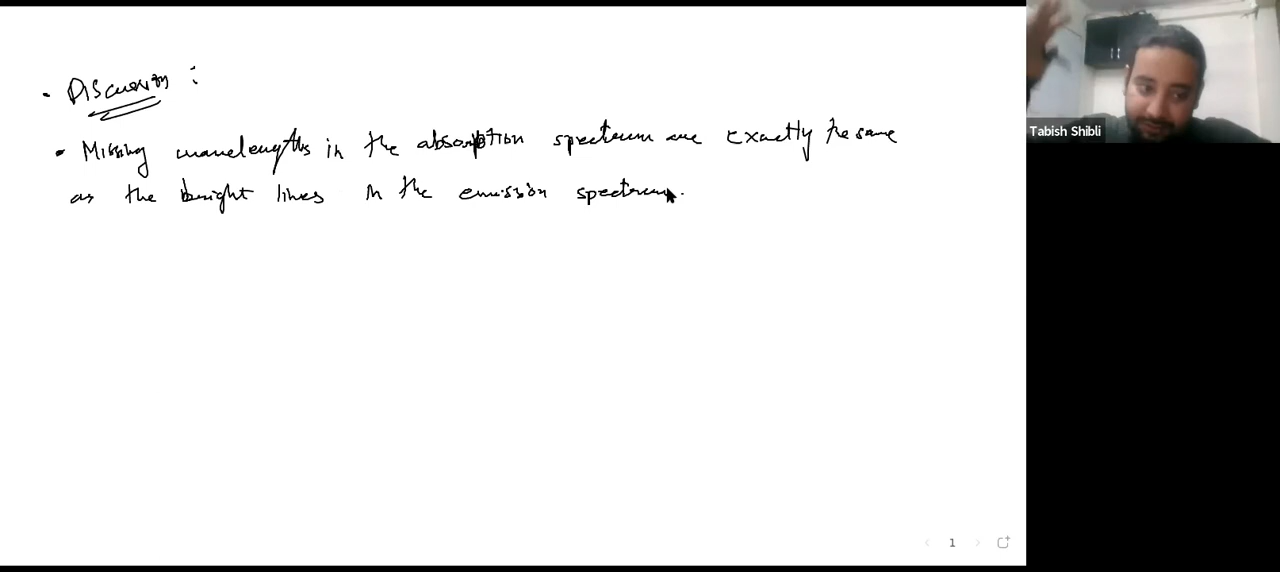 • Discussion :
• Missing wavelengths in the absorption spectrum are exactly the same
as the bright lines in the emission spectrum.
Tabish Shibli
1